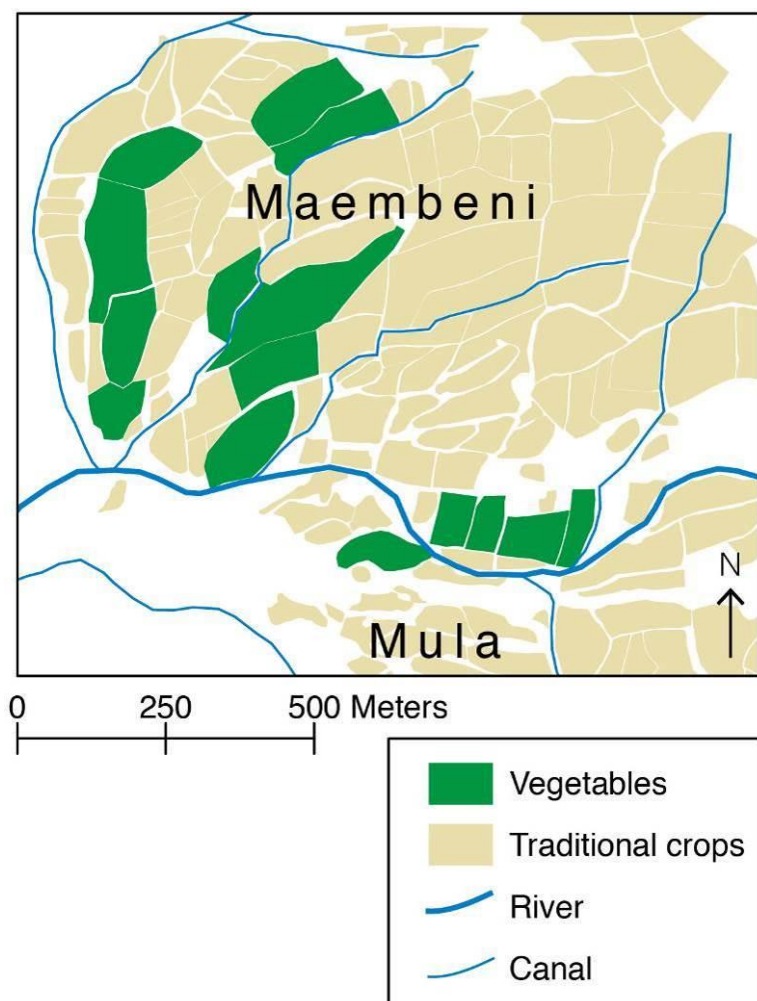 Maembeni
N
Mula
0 250 500 Meters
Vegetables
Traditional crops
River
Canal